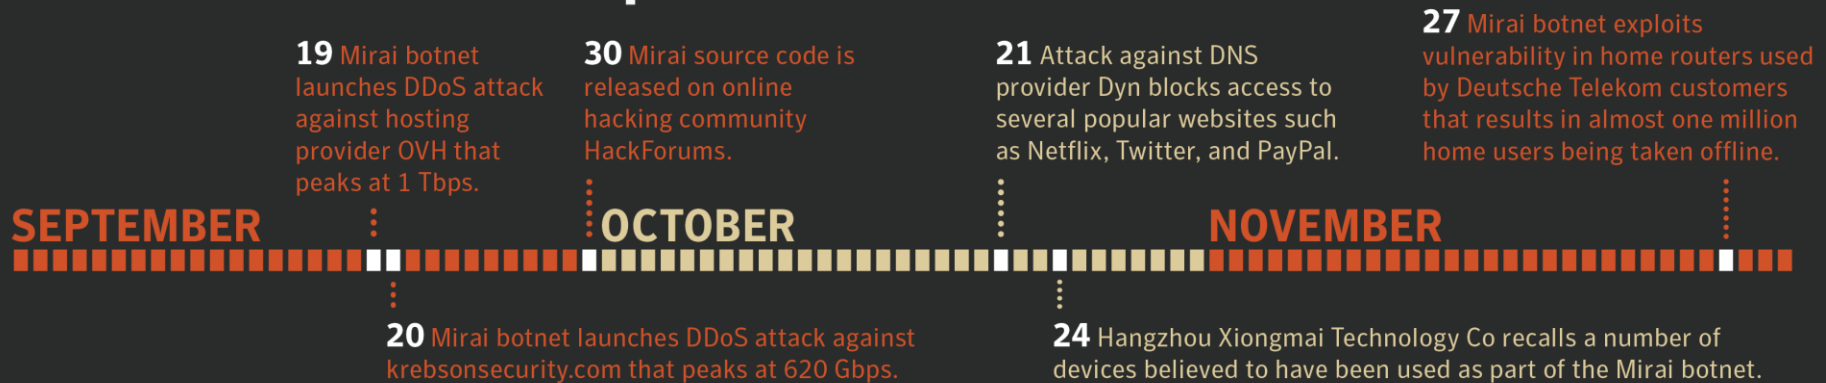 19 Mirai botnet
launches DDoS attack
against hosting
provider OVH that
peaks at 1 Tbps.
30 Mirai source code is
released on online
hacking community
HackForums.
21 Attack against DNS
provider Dyn blocks access to
several popular websites such
as Netflix, Twitter, and PayPal.
27 Mirai botnet exploits
vulnerability in home routers used
by Deutsche Telekom customers
that results in almost one million
home users being taken offline.
SEPTEMBER
OCTOBER
NOVEMBER
20 Mirai botnet launches DDoS attack against
krebsonsecurity.com that peaks at 620 Gbps.
24 Hangzhou Xiongmai Technology Co recalls a number of
devices believed to have been used as part of the Mirai botnet.